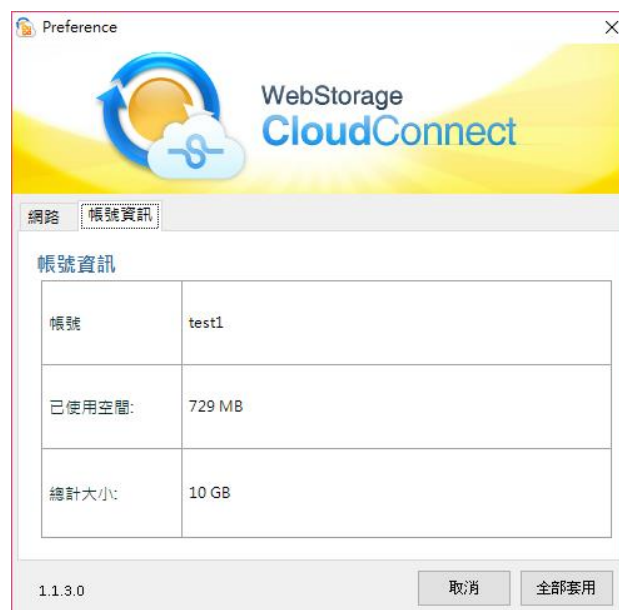 Preference
WebStorage
CloudConnect
網路
帳號資訊
帳號資訊
帳號
test1
已使用空間:
729 MB
總計大小:
10 GB
1.1.3.0
取消
全部套用